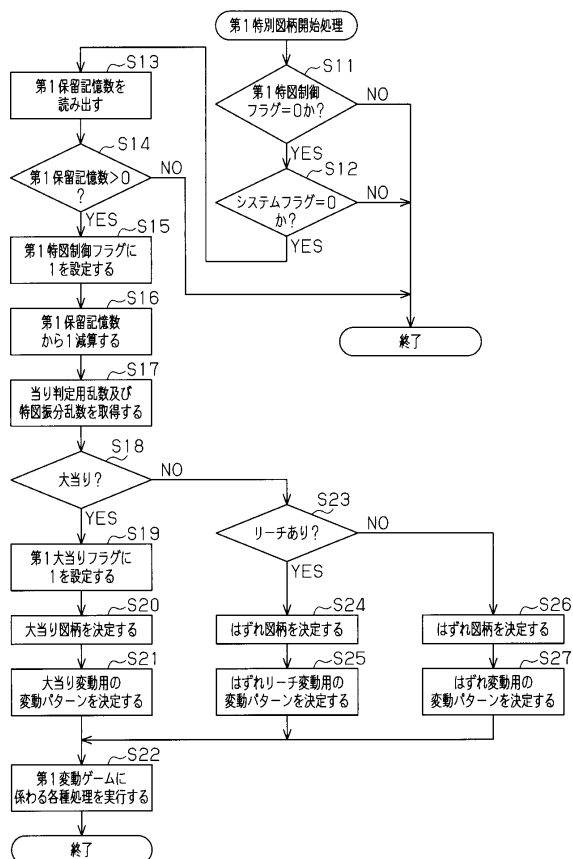 第1特別図柄開始処理
S11
第1特図制御
フラグ=0か?
NO
YES
S12
システムフラグ=0
か?
NO
YES
終了
S13
第1保留記憶数を
読み出す
S14
第1保留記憶数>0
?
NO
YES
S15
第1特図制御フラグに
1を設定する
S16
第1保留記憶数
から1減算する
S17
当り判定用乱数及び
特図振分乱数を取得する
S18
大当り?
NO
YES
S19
第1大当りフラグに
1を設定する
S20
大当り図柄を決定する
S21
大当り変動用の
変動パターンを決定する
S23
リーチあり?
NO
YES
S24
はずれ図柄を決定する
S25
はずれリーチ変動用の
変動パターンを決定する
S26
はずれ図柄を決定する
S27
はずれ変動用の
変動パターンを決定する
S22
第1変動ゲームに
係わる各種処理を実行する
終了